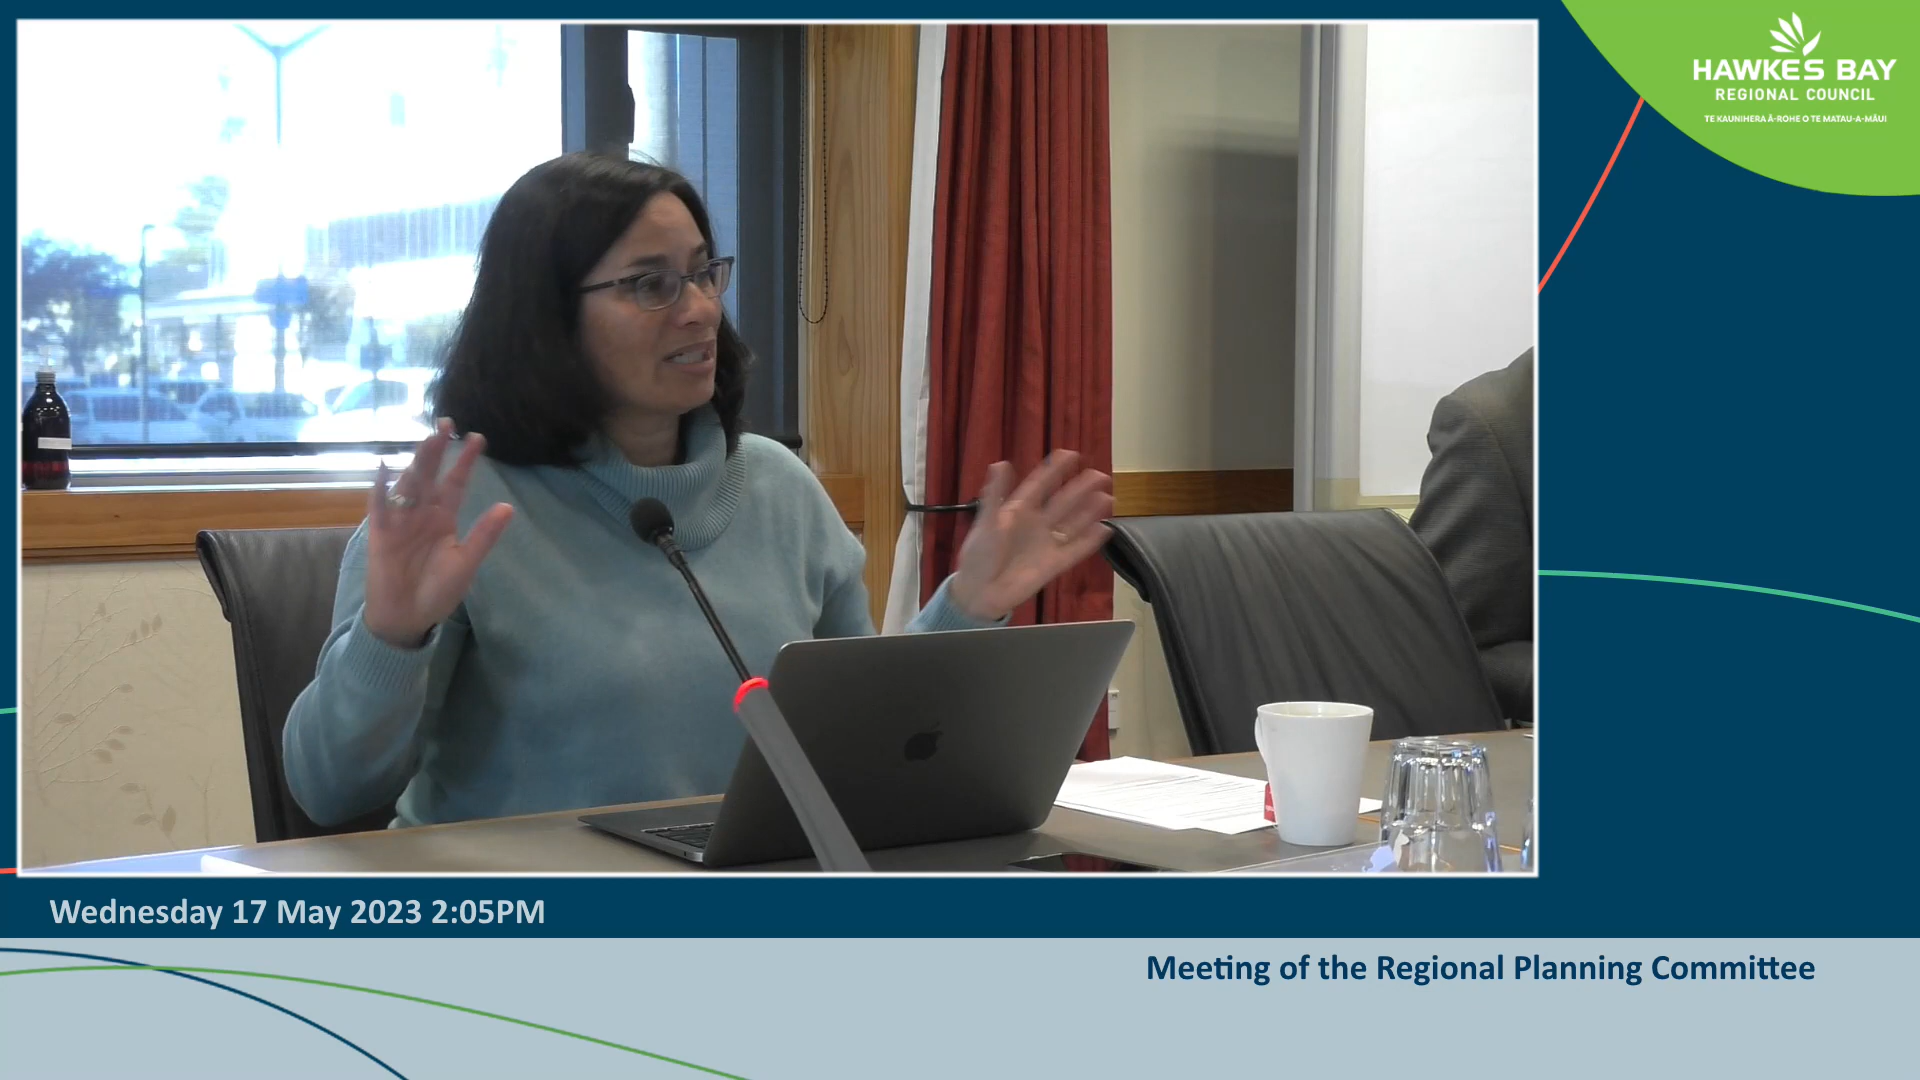 HAWKE'S BAY
REGIONAL COUNCIL
TE KAUNIHERA Ā-ROHE O TE MATAU-A-MĀUI
Wednesday 17 May 2023 2:05PM
Meeting of the Regional Planning Committee